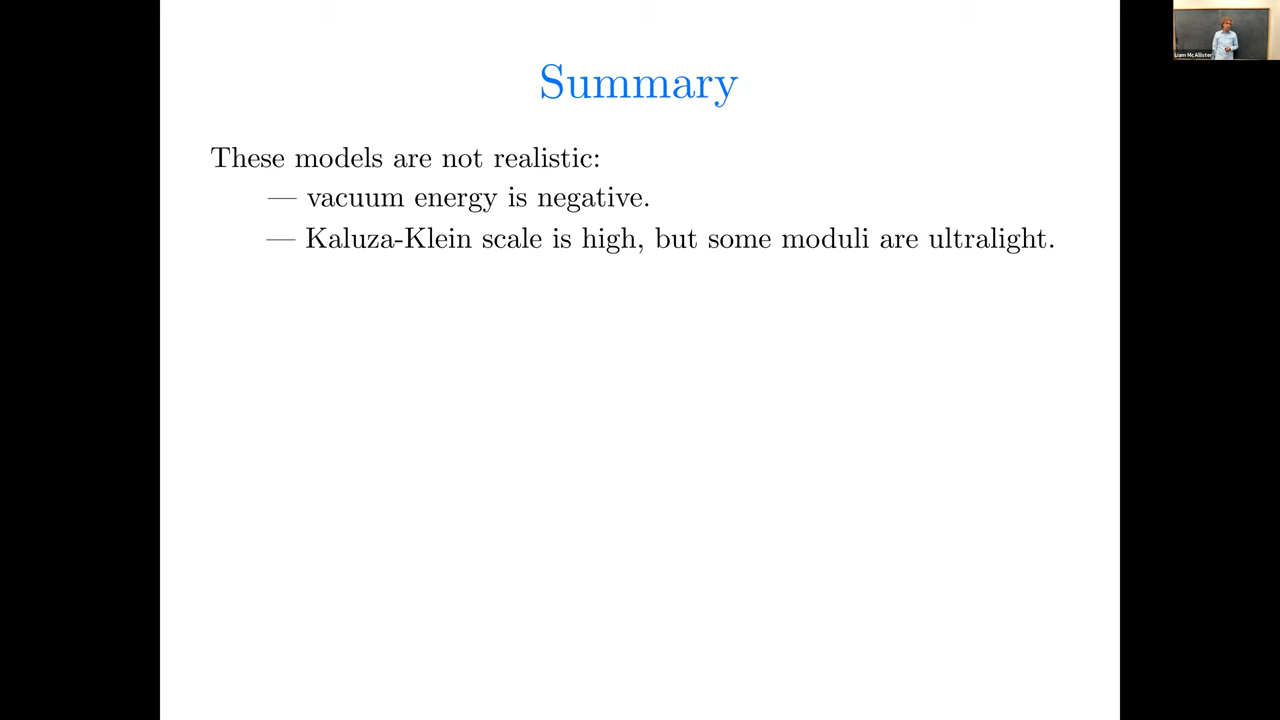 Summary
These models are not realistic:
— vacuum energy is negative.
— Kaluza-Klein scale is high, but some moduli are ultralight.
Liam McAllister